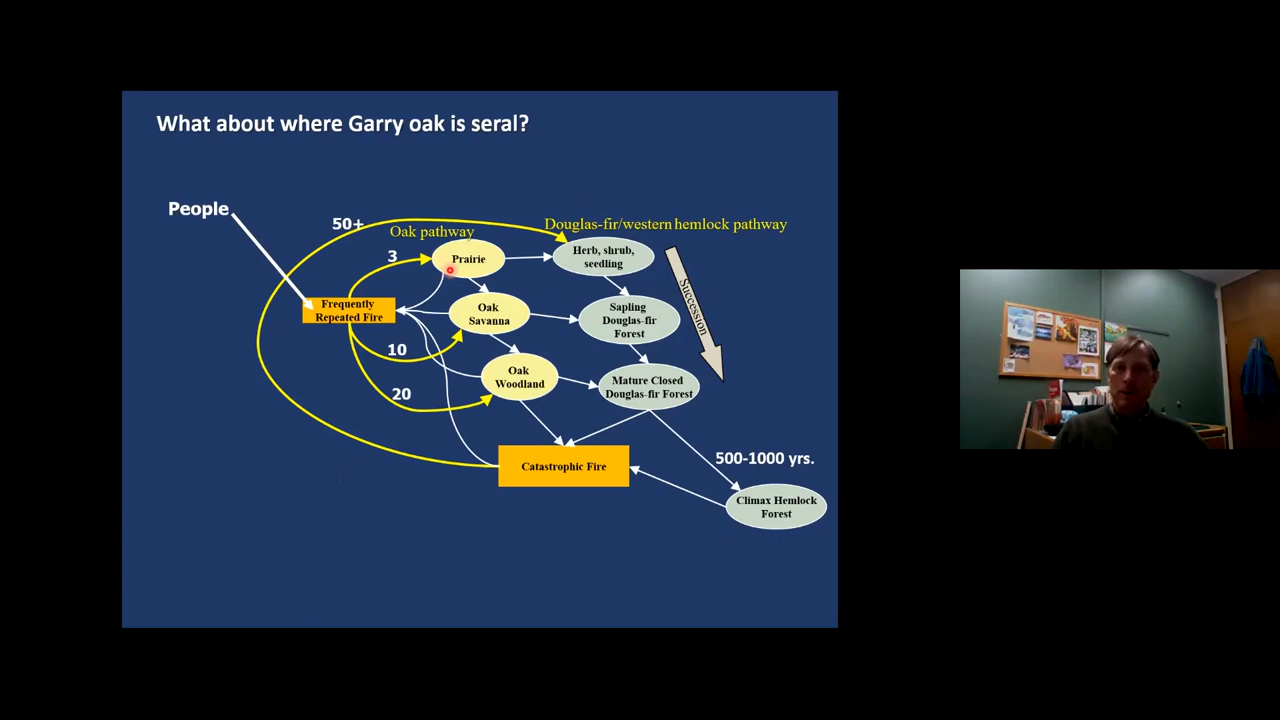 What about where Garry oak is seral?
People
50+
Oak pathway
Douglas-fir/western hemlock pathway
3
Prairie
Herb, shrub,
seedling
Frequently
Repeated Fire
Oak
Savanna
Sapling
Douglas-fir
Forest
Succession
10
Oak
Woodland
Mature Closed
Douglas-fir Forest
20
Catastrophic Fire
500-1000 yrs.
Climax Hemlock
Forest